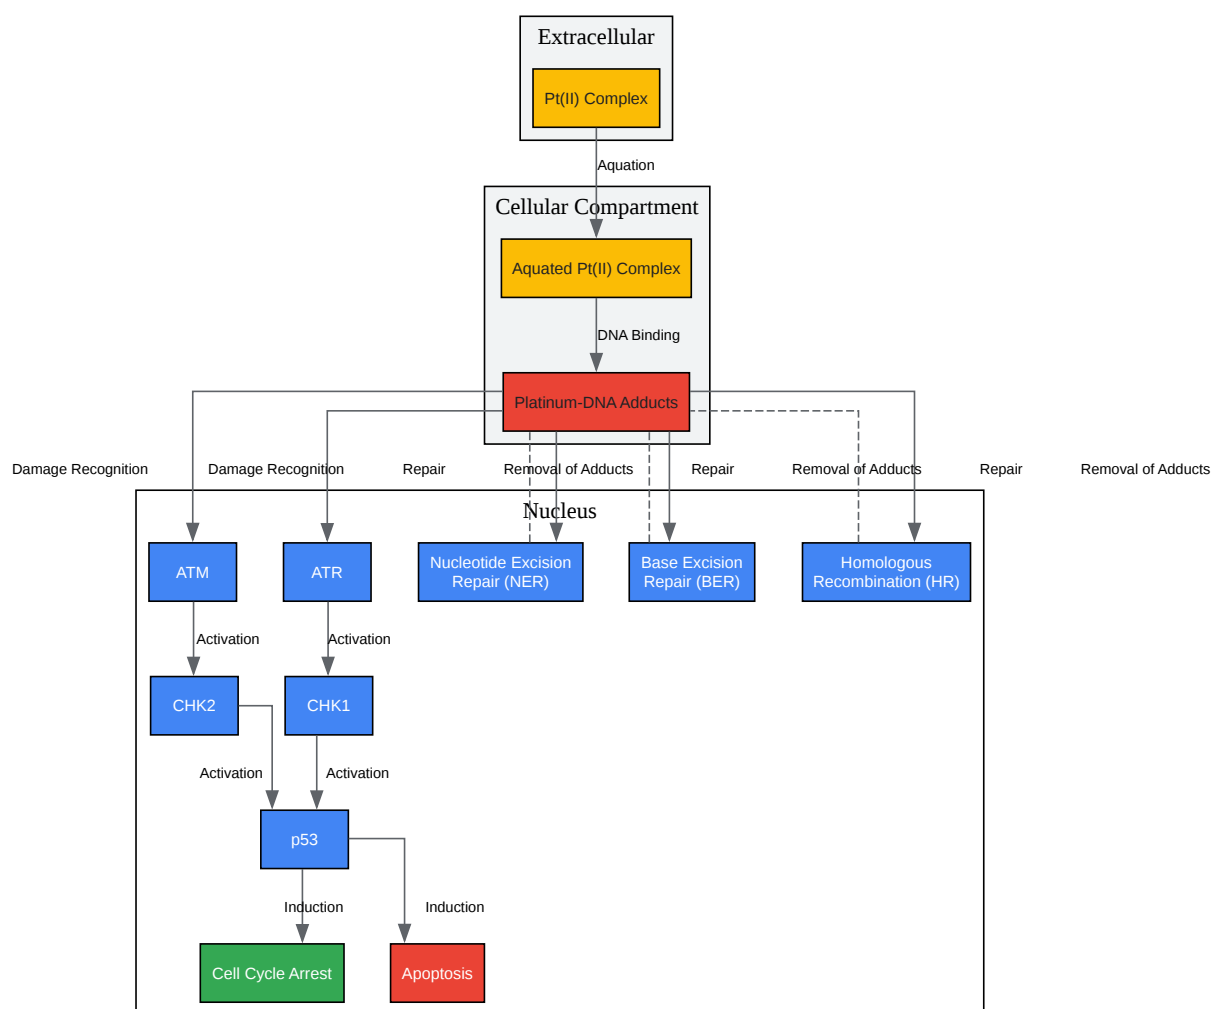 Extracellular
Pt(II) Complex
Aquation
Cellular Compartment
Aquated Pt(II) Complex
DNA Binding
Platinum-DNA Adducts
Damage Recognition
Damage Recognition
Repair
Removal of Adducts
Repair
Removal of Adducts
Repair
Removal of Adducts
Nucleus
ATM
ATR
Nucleotide Excision
Repair (NER)
Base Excision
Repair (BER)
Homologous
Recombination (HR)
Activation
Activation
CHK2
CHK1
Activation
Activation
p53
Induction
Induction
Cell Cycle Arrest
Apoptosis